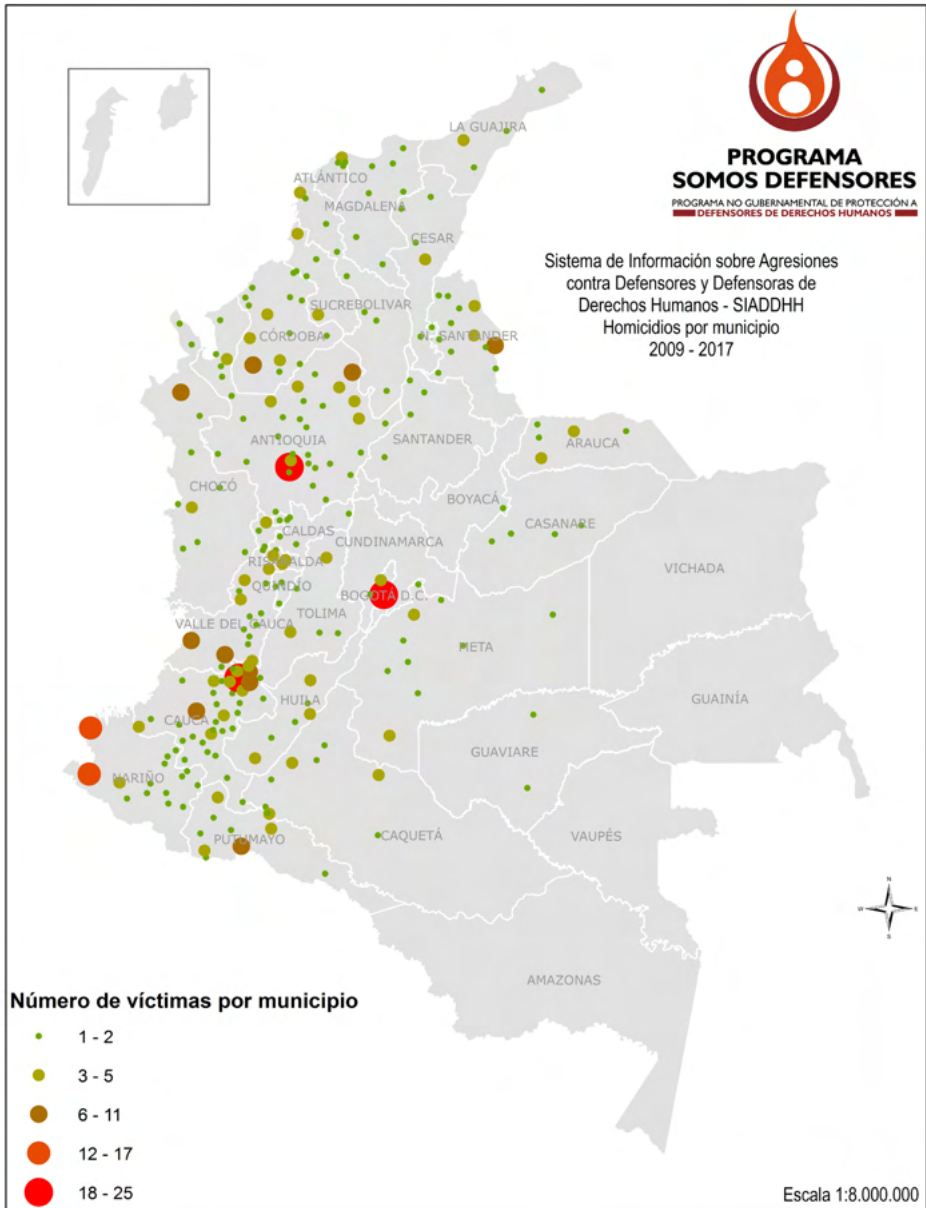 PROGRAMA
SOMOS DEFENSORES
PROGRAMA NO GUBERNAMENTAL DE PROTECCIÓN A
DEFENSORES DE DERECHOS HUMANOS
Sistema de Información sobre Agresiones
contra Defensores y Defensoras de
Derechos Humanos - SIADDHH
Homicidios por municipio
2009 - 2017
LA GUAJIRA
ATLÁNTICO
MAGDALENA
CESAR
SUCRE
BOLIVAR
CÓRDOBA
N. SANTANDER
ANTIOQUIA
SANTANDER
ARAUCA
CHOCÓ
BOYACÁ
CASANARE
CALDAS
CUNDINAMARCA
RISARALDA
VICHADA
QUINDÍO
BOGOTÁ D.C.
TOLIMA
VALLE DEL CAUCA
META
HUILA
GUAINÍA
CAUCA
GUAVIARE
NARIÑO
PUTUMAYO
CAQUETÁ
VAUPÉS
N
W
E
S
AMAZONAS
Número de víctimas por municipio
1 - 2
3 - 5
6 - 11
12 - 17
18 - 25
Escala 1:8.000.000